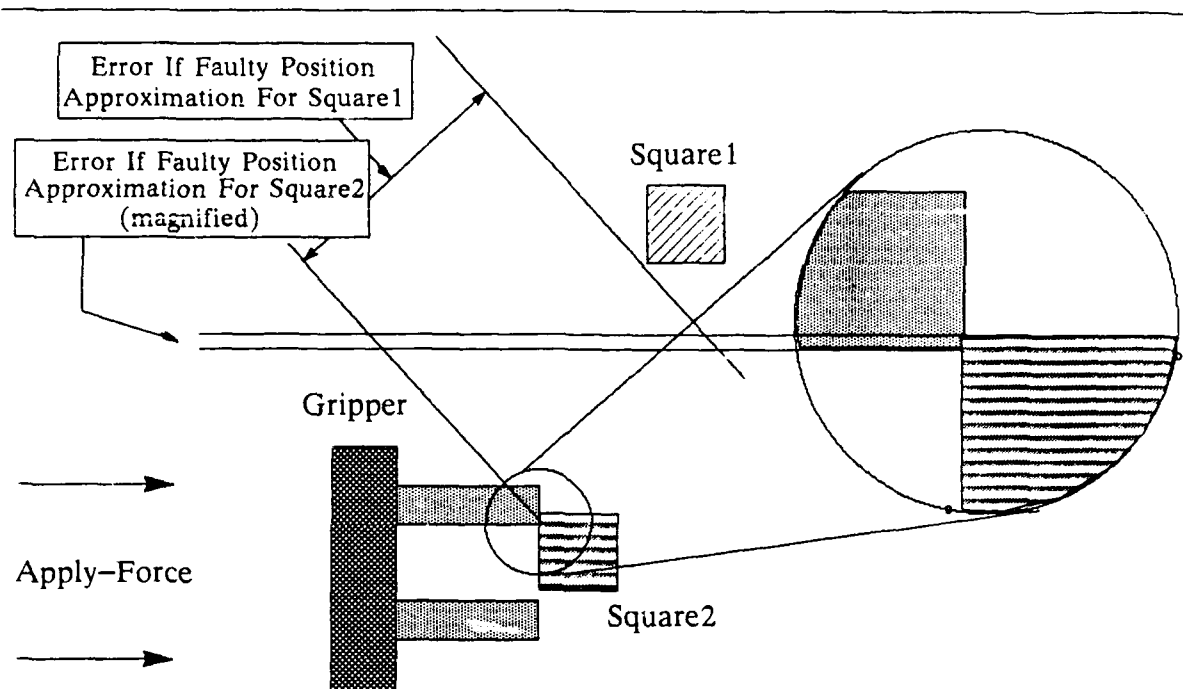 Error If Faulty Position
Approximation For Square1
Error If Faulty Position
Approximation For Square2
(magnified)
Square1
Gripper
Apply-Force
Square2